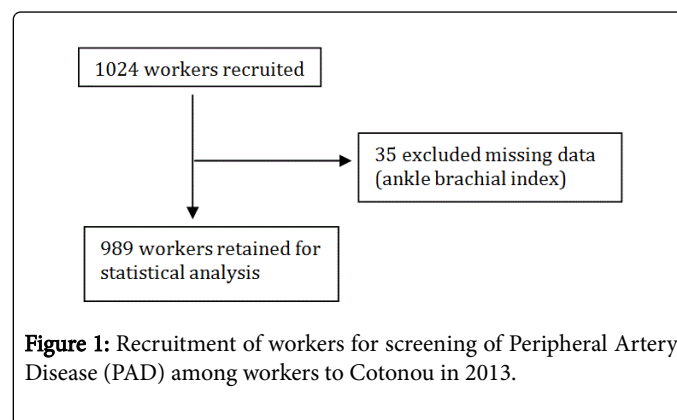 1024 workers recruited
35 excluded missing data
(ankle brachial index)
989 workers retained for
statistical analysis
Figure 1: Recruitment of workers for screening of Peripheral Artery
Disease (PAD) among workers to Cotonou in 2013.